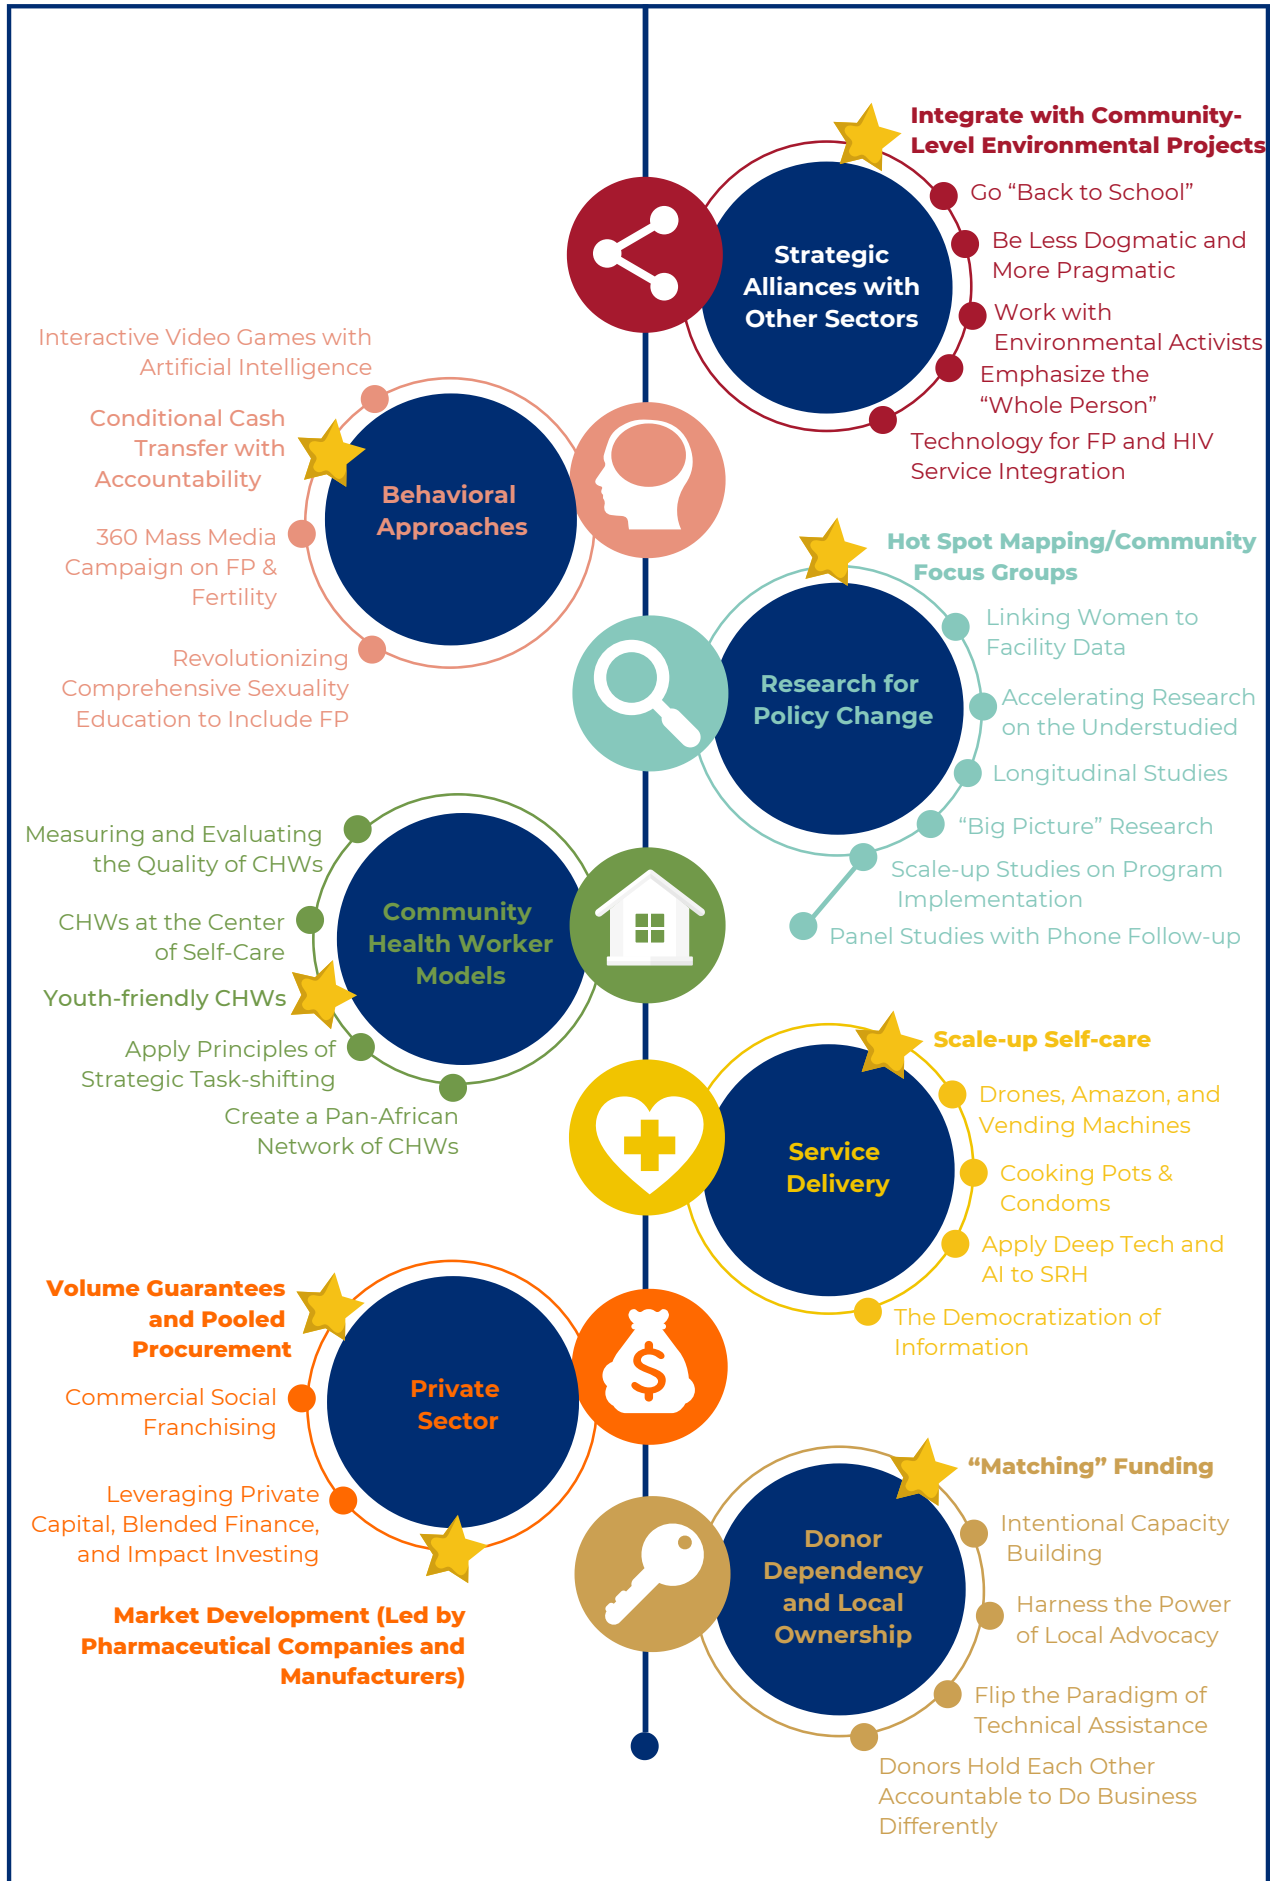 Integrate with Community-
Level Environmental Projects
Go “Back to School”
Be Less Dogmatic and
More Pragmatic
Strategic
Alliances with
Other Sectors
Work with
Environmental Activists
Emphasize the
“Whole Person”
Technology for FP and HIV
Service Integration
Interactive Video Games with
Artificial Intelligence
Conditional Cash
Transfer with
Accountability
Behavioral
Approaches
360 Mass Media
Campaign on FP &
Fertility
Revolutionizing
Comprehensive Sexuality
Education to Include FP
Hot Spot Mapping/Community
Focus Groups
Linking Women to
Facility Data
Research for
Policy Change
Accelerating Research
on the Understudied
Longitudinal Studies
“Big Picture” Research
Scale-up Studies on Program
Implementation
Panel Studies with Phone Follow-up
Measuring and Evaluating
the Quality of CHWs
CHWs at the Center
of Self-Care
Community
Health Worker
Models
Youth-friendly CHWs
Apply Principles of
Strategic Task-shifting
Create a Pan-African
Network of CHWs
Scale-up Self-care
Drones, Amazon, and
Vending Machines
Service
Delivery
Cooking Pots &
Condoms
Apply Deep Tech and
AI to SRH
The Democratization of
Information
Volume Guarantees
and Pooled
Procurement
Commercial Social
Franchising
Private
Sector
$
Leveraging Private
Capital, Blended Finance,
and Impact Investing
Market Development (Led by
Pharmaceutical Companies and
Manufacturers)
“Matching” Funding
Intentional Capacity
Building
Donor
Dependency
and Local
Ownership
Harness the Power
of Local Advocacy
Flip the Paradigm of
Technical Assistance
Donors Hold Each Other
Accountable to Do Business
Differently